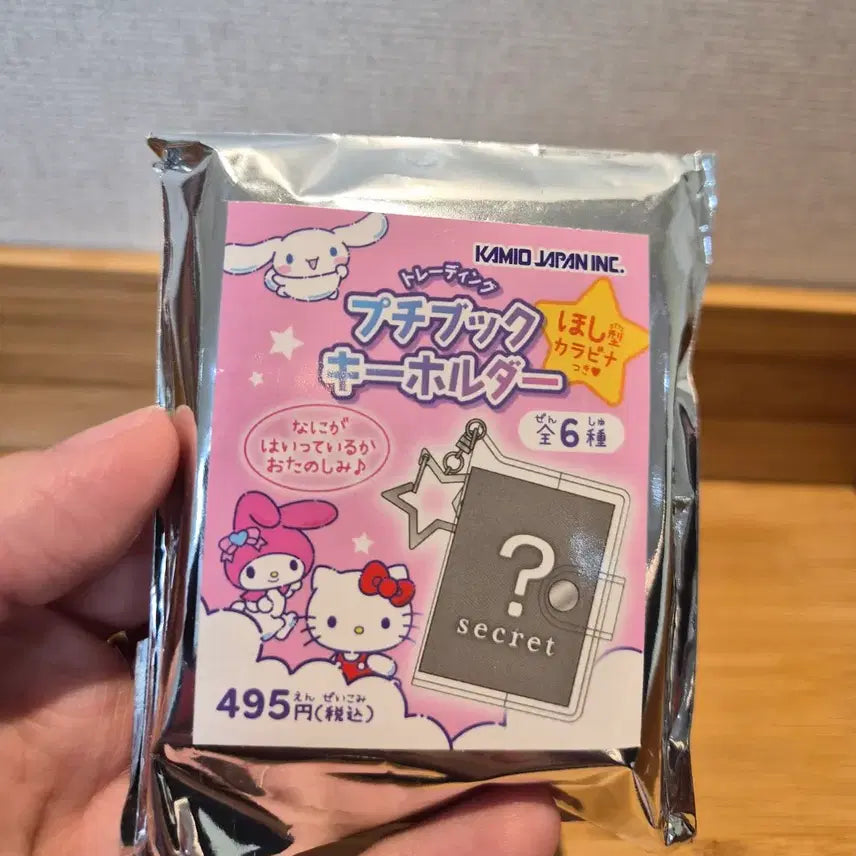 KAMIO JAPAN INC.
トレーディング
プチブック
キーホルダー
ほし型
カラビナ
つき♥
ぜん しゅ
全6種
なにが
はいっているか
おたのしみ♪
?
secret
えん ぜいこみ
495円(税込)